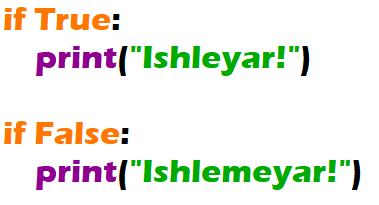 if True:
    print("Ishleyar!")
if False:
    print("Ishlemeyar!")